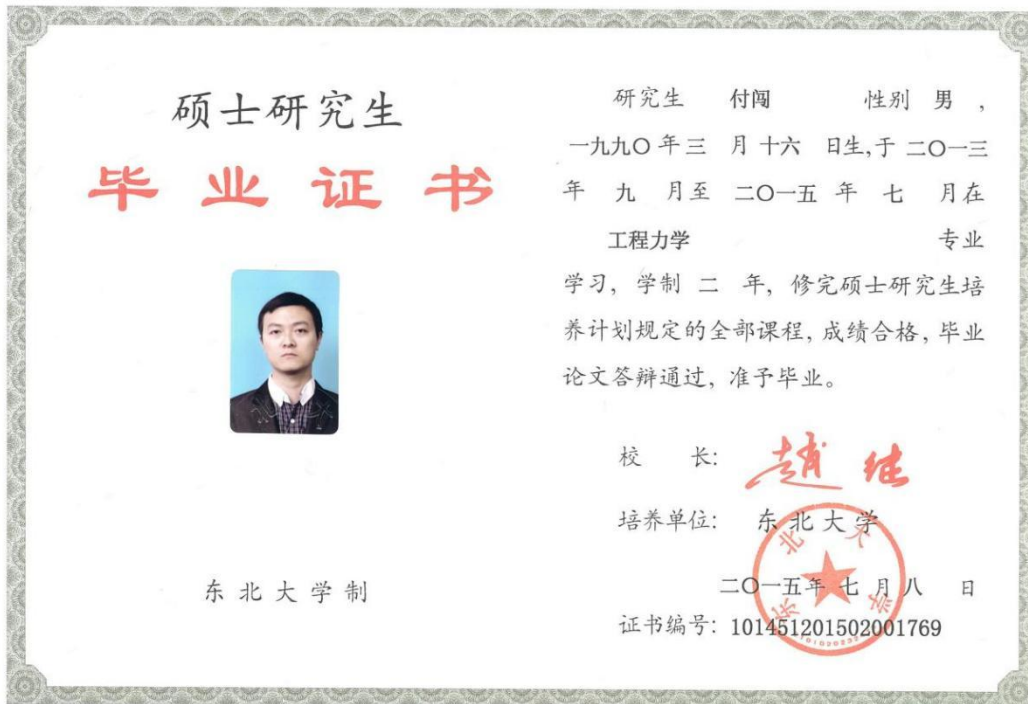 硕士研究生
毕业证书
东北大学制
研究生 付闯 性别 男 ,
一九九〇年三 月十六 日生,于 二〇一三
年 九 月至 二〇一五 年 七 月在
工程力学 专业
学习, 学制 二 年, 修完硕士研究生培
养计划规定的全部课程, 成绩合格, 毕业
论文答辩通过, 准予毕业。
校 长: 赵继
培养单位: 东北大学
东北大学
二〇一五年 七 月 八 日
证书编号: 101451201502001769